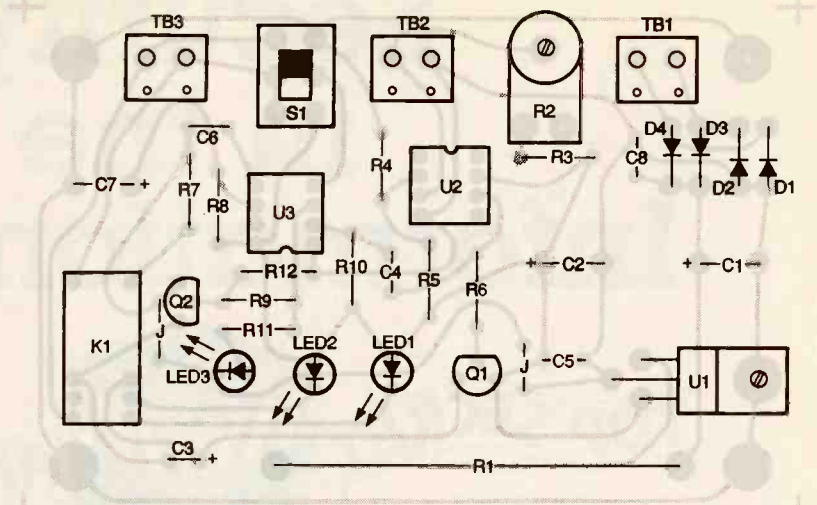 TB3
TB2
TB1
S1
R2
C6
D4
D3
R4
R3
C8
C7
+
R7
R8
U3
U2
D2
D1
R12
R10
C4
R5
R6
+
C2
+
C1
Q2
R9
J
R11
K1
LED2
LED1
LED3
Q1
J
C5
U1
C3
+
R1